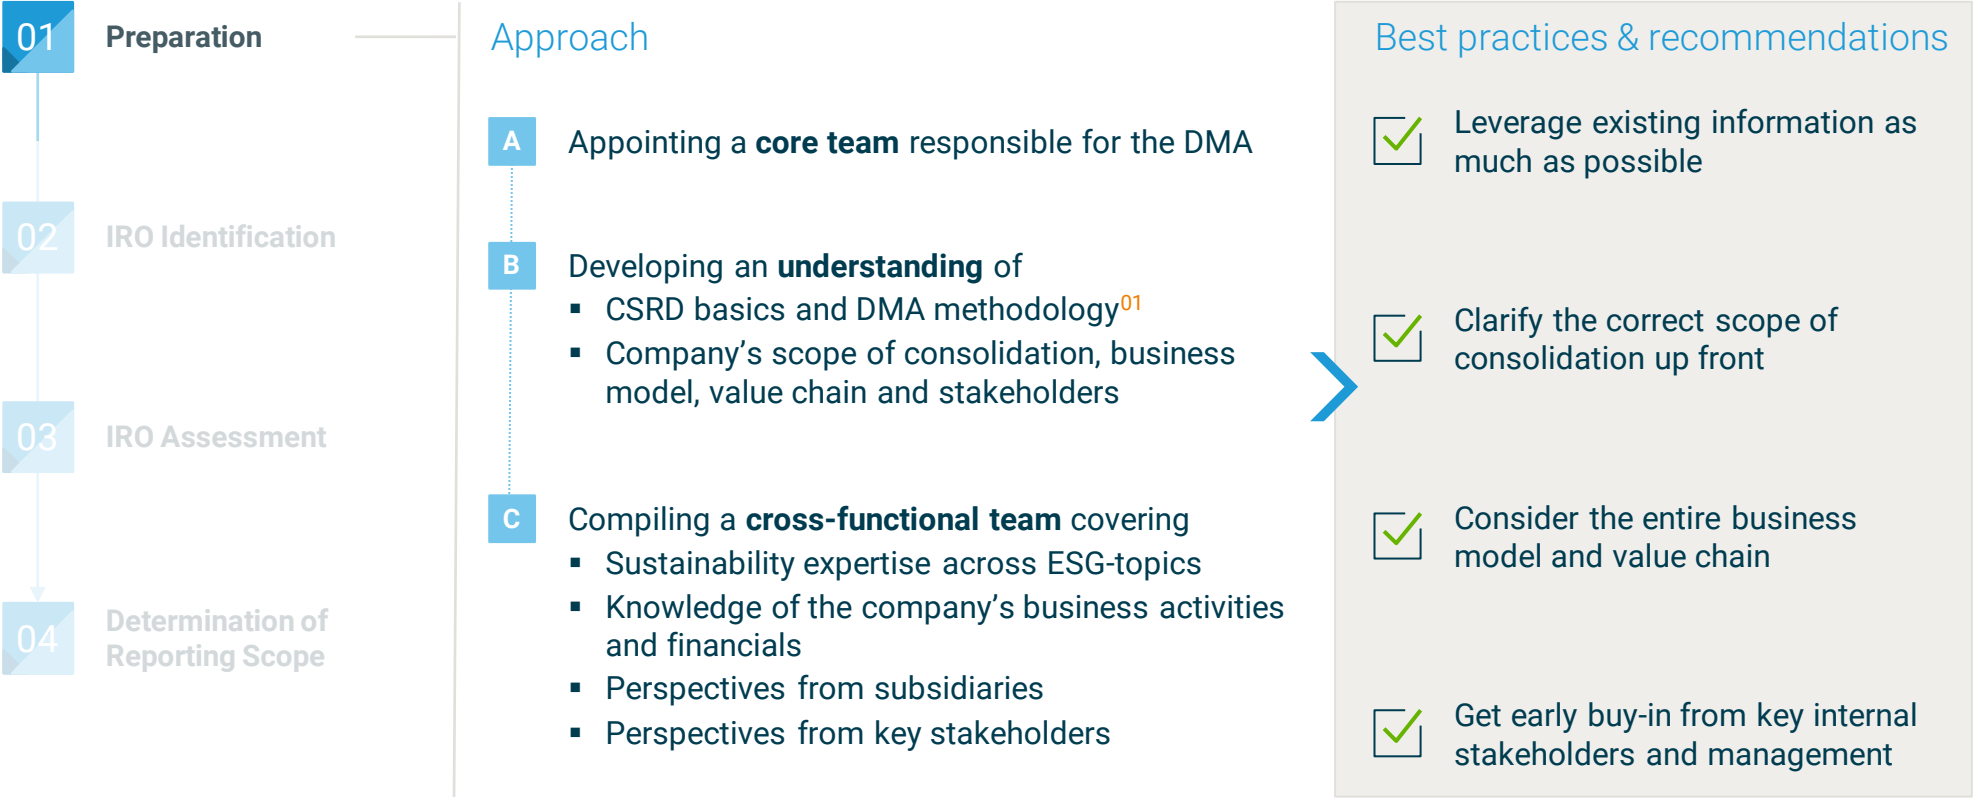 01
Preparation
02
IRO Identification
03
IRO Assessment
04
Determination of
Reporting Scope
Approach
A
Appointing a core team responsible for the DMA
B
Developing an understanding of
▪ CSRD basics and DMA methodology01
▪ Company’s scope of consolidation, business
model, value chain and stakeholders
C
Compiling a cross-functional team covering
▪ Sustainability expertise across ESG-topics
▪ Knowledge of the company’s business activities
and financials
▪ Perspectives from subsidiaries
▪ Perspectives from key stakeholders
Best practices & recommendations
Leverage existing information as
much as possible
Clarify the correct scope of
consolidation up front
Consider the entire business
model and value chain
Get early buy-in from key internal
stakeholders and management